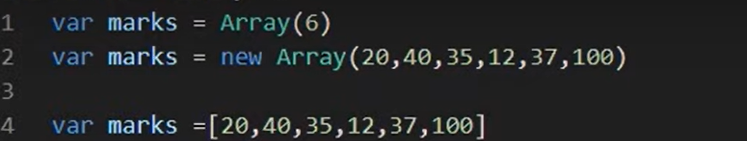 1 var marks = Array(6)
2 var marks = new Array(20,40,35,12,37,100)
3
4 var marks =[20,40,35,12,37,100]